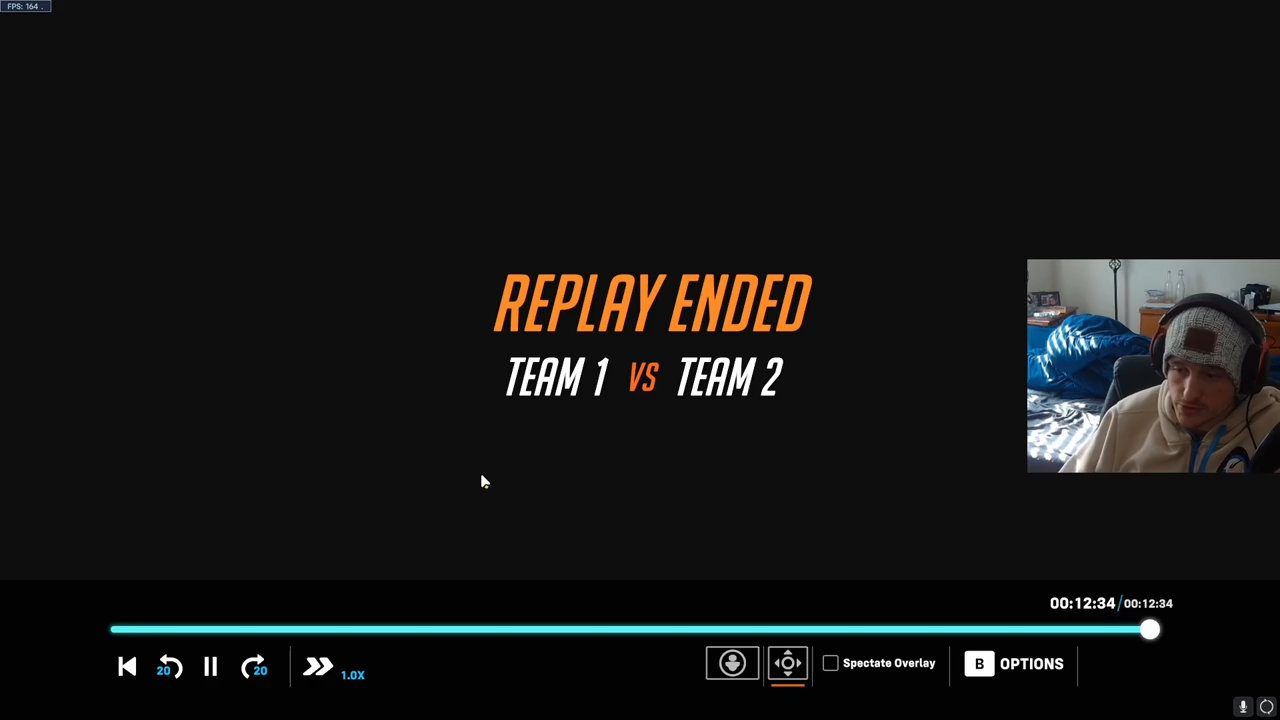 FPS: 164 .
REPLAY ENDED
TEAM 1 VS TEAM 2
00:12:34/00:12:34
20
20
1.0X
Spectate Overlay
B OPTIONS